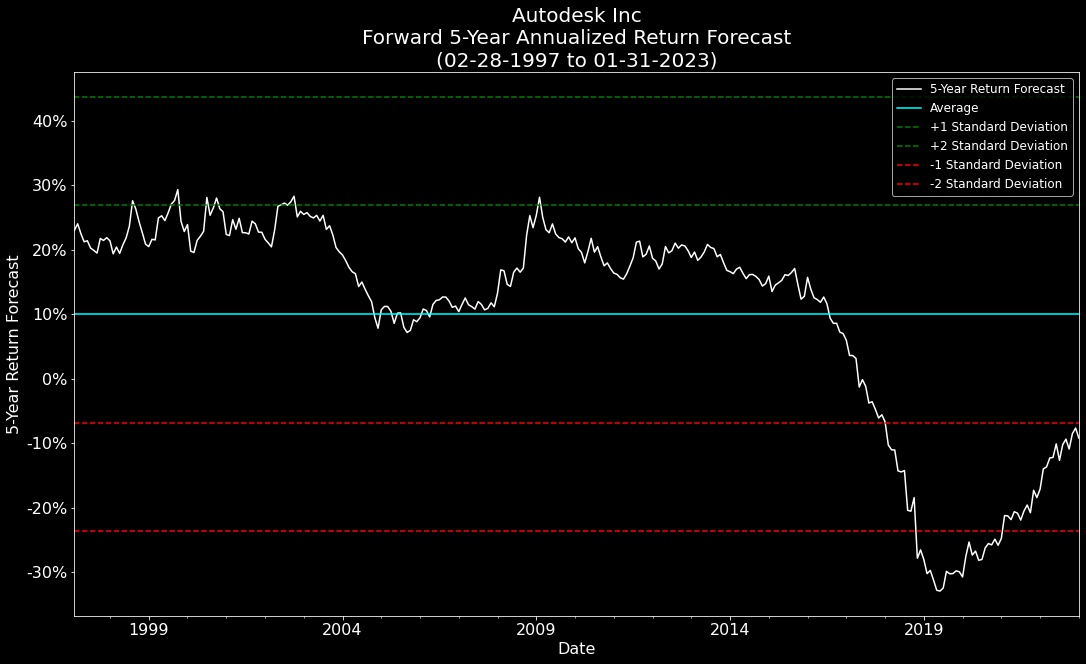 Autodesk Inc
Forward 5-Year Annualized Return Forecast
(02-28-1997 to 01-31-2023)
5-Year Return Forecast
Average
+1 Standard Deviation
+2 Standard Deviation
-1 Standard Deviation
-2 Standard Deviation
5-Year Return Forecast
40%
30%
20%
10%
0%
-10%
-20%
-30%
1999 2004 2009 2014 2019
Date